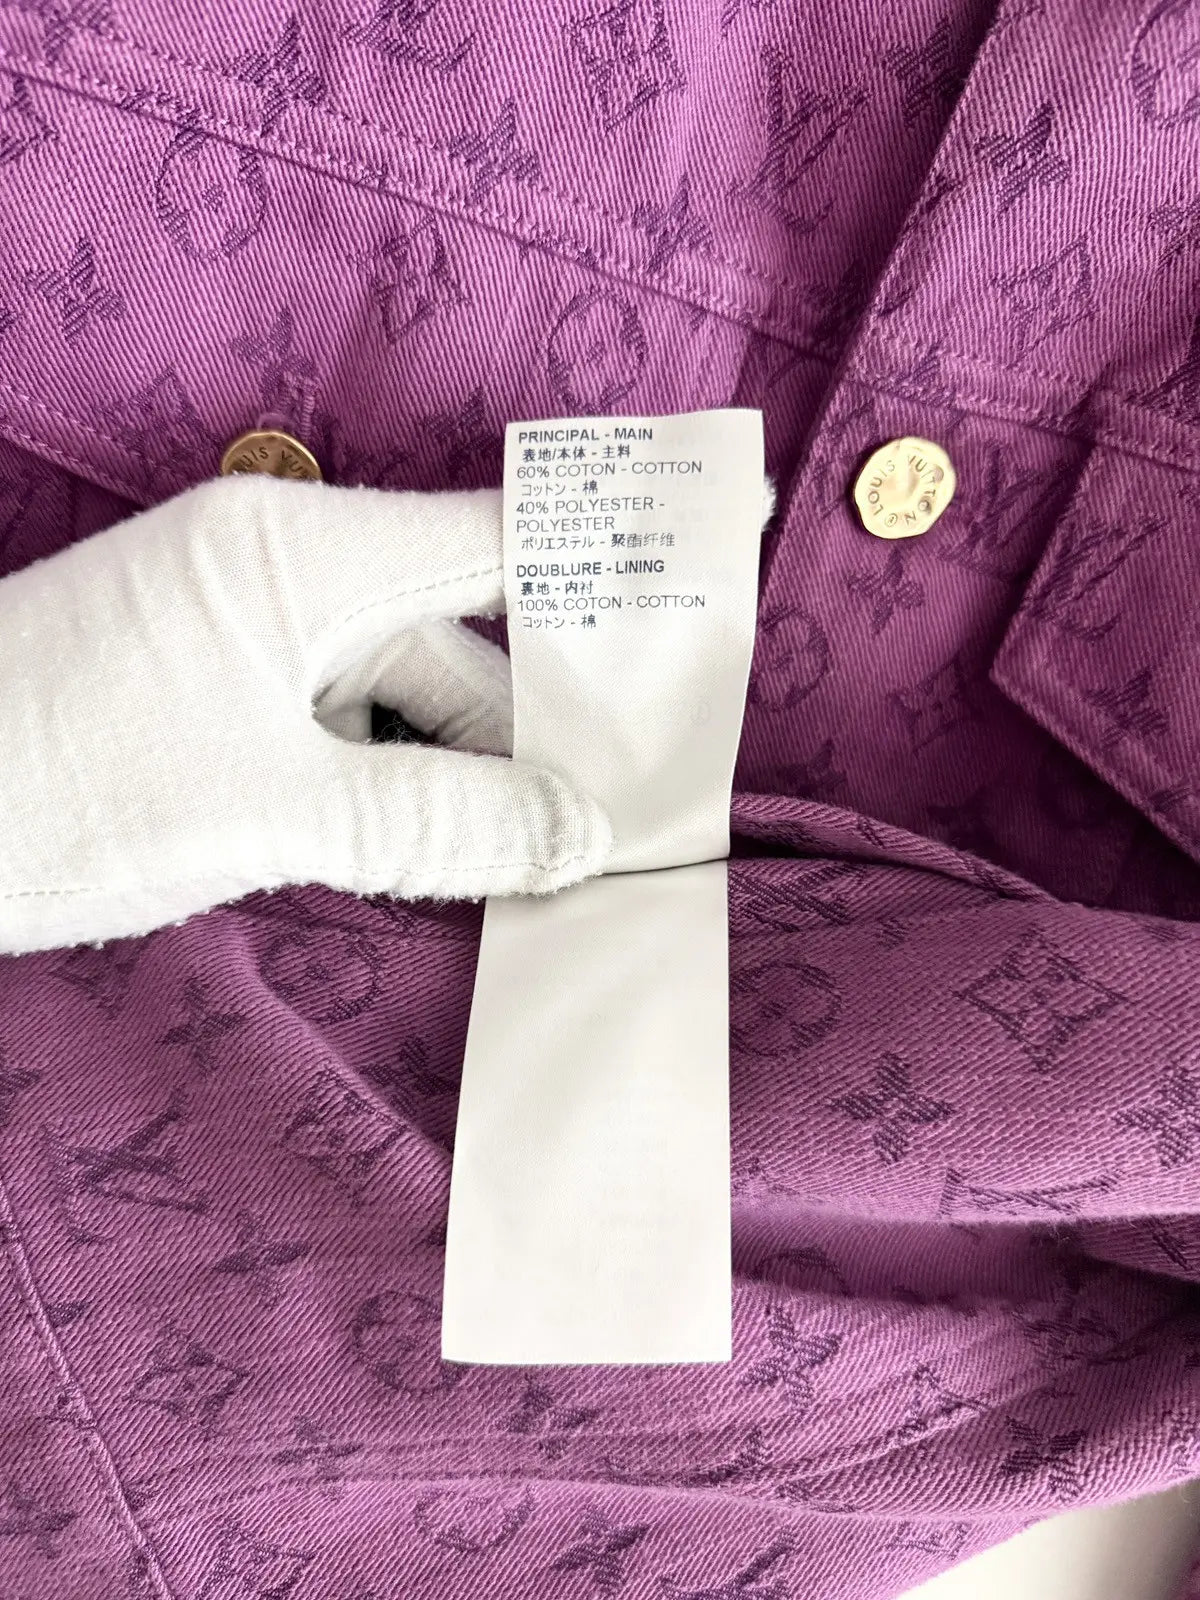 PRINCIPAL - MAIN
表地/本体 - 主料
60% COTON - COTTON
コットン - 棉
40% POLYESTER -
POLYESTER
ポリエステル - 聚酯纤维
DOUBLURE - LINING
裏地 - 内衬
100% COTON - COTTON
コットン - 棉
LOUIS VUITTON ®
LOUIS VUIT